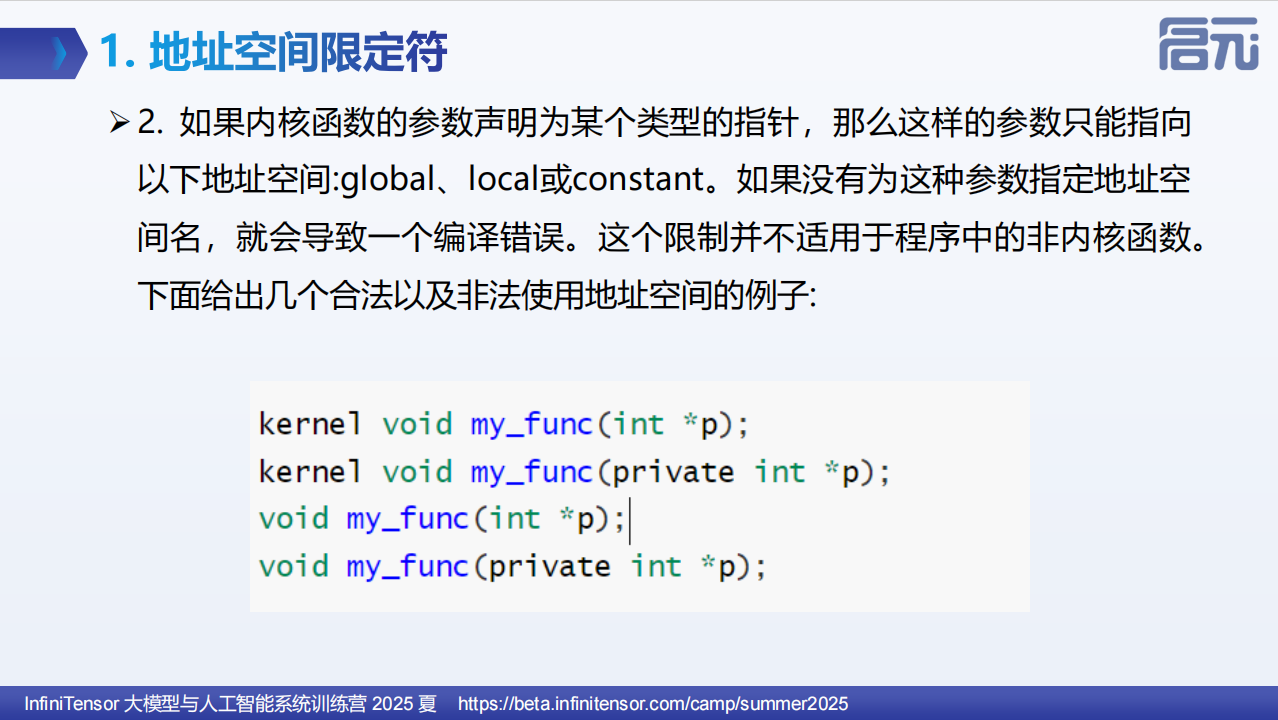 1. 地址空间限定符
启元
➢2. 如果内核函数的参数声明为某个类型的指针，那么这样的参数只能指向
以下地址空间:global、local或constant。如果没有为这种参数指定地址空
间名，就会导致一个编译错误。这个限制并不适用于程序中的非内核函数。
下面给出几个合法以及非法使用地址空间的例子:
kernel void my_func(int *p);
kernel void my_func(private int *p);
void my_func(int *p);
void my_func(private int *p);
InfiniTensor 大模型与人工智能系统训练营 2025 夏 https://beta.infinitensor.com/camp/summer2025